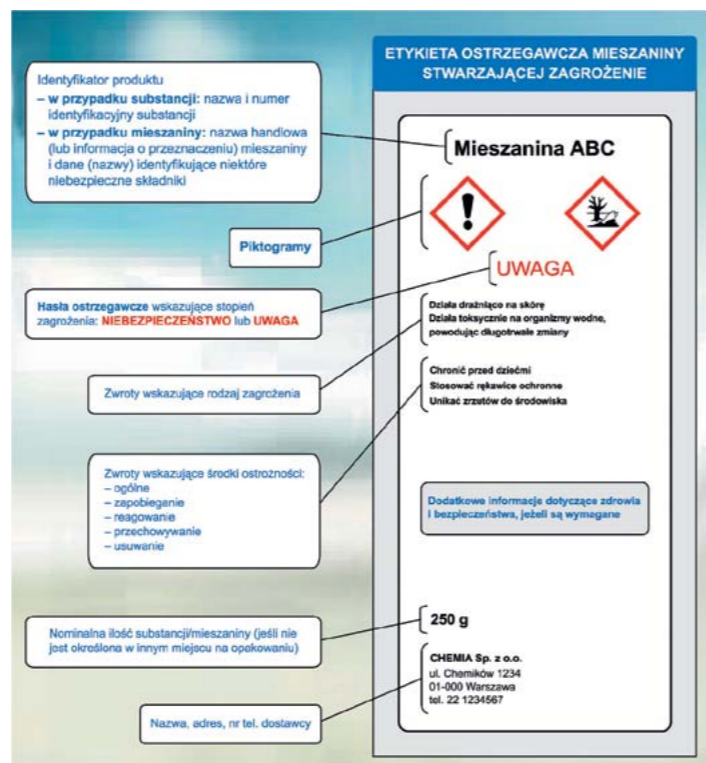 ETYKIETA OSTRZEGAWCZA MIESZANINY
STWARZAJĄCEJ ZAGROŻENIE
Identyfikator produktu
– w przypadku substancji: nazwa i numer
identyfikacyjny substancji
– w przypadku mieszaniny: nazwa handlowa
(lub informacja o przeznaczeniu) mieszaniny
i dane (nazwy) identyfikujące niektóre
niebezpieczne składniki
Mieszanina ABC
Piktogramy
UWAGA
Hasła ostrzegawcze wskazujące stopień
zagrożenia: NIEBEZPIECZEŃSTWO lub UWAGA
Działa drażniąco na skórę
Działa toksycznie na organizmy wodne,
powodując długotrwałe zmiany
Zwroty wskazujące rodzaj zagrożenia
Chronić przed dziećmi
Stosować rękawice ochronne
Unikać zrzutów do środowiska
Zwroty wskazujące środki ostrożności:
– ogólne
– zapobieganie
– reagowanie
– przechowywanie
– usuwanie
Dodatkowe informacje dotyczące zdrowia
i bezpieczeństwa, jeżeli są wymagane
Nominalna ilość substancji/mieszaniny (jeśli nie
jest określona w innym miejscu na opakowaniu)
250 g
CHEMIA Sp. z o.o.
ul. Chemików 1234
01-000 Warszawa
tel. 22 1234567
Nazwa, adres, nr tel. dostawcy